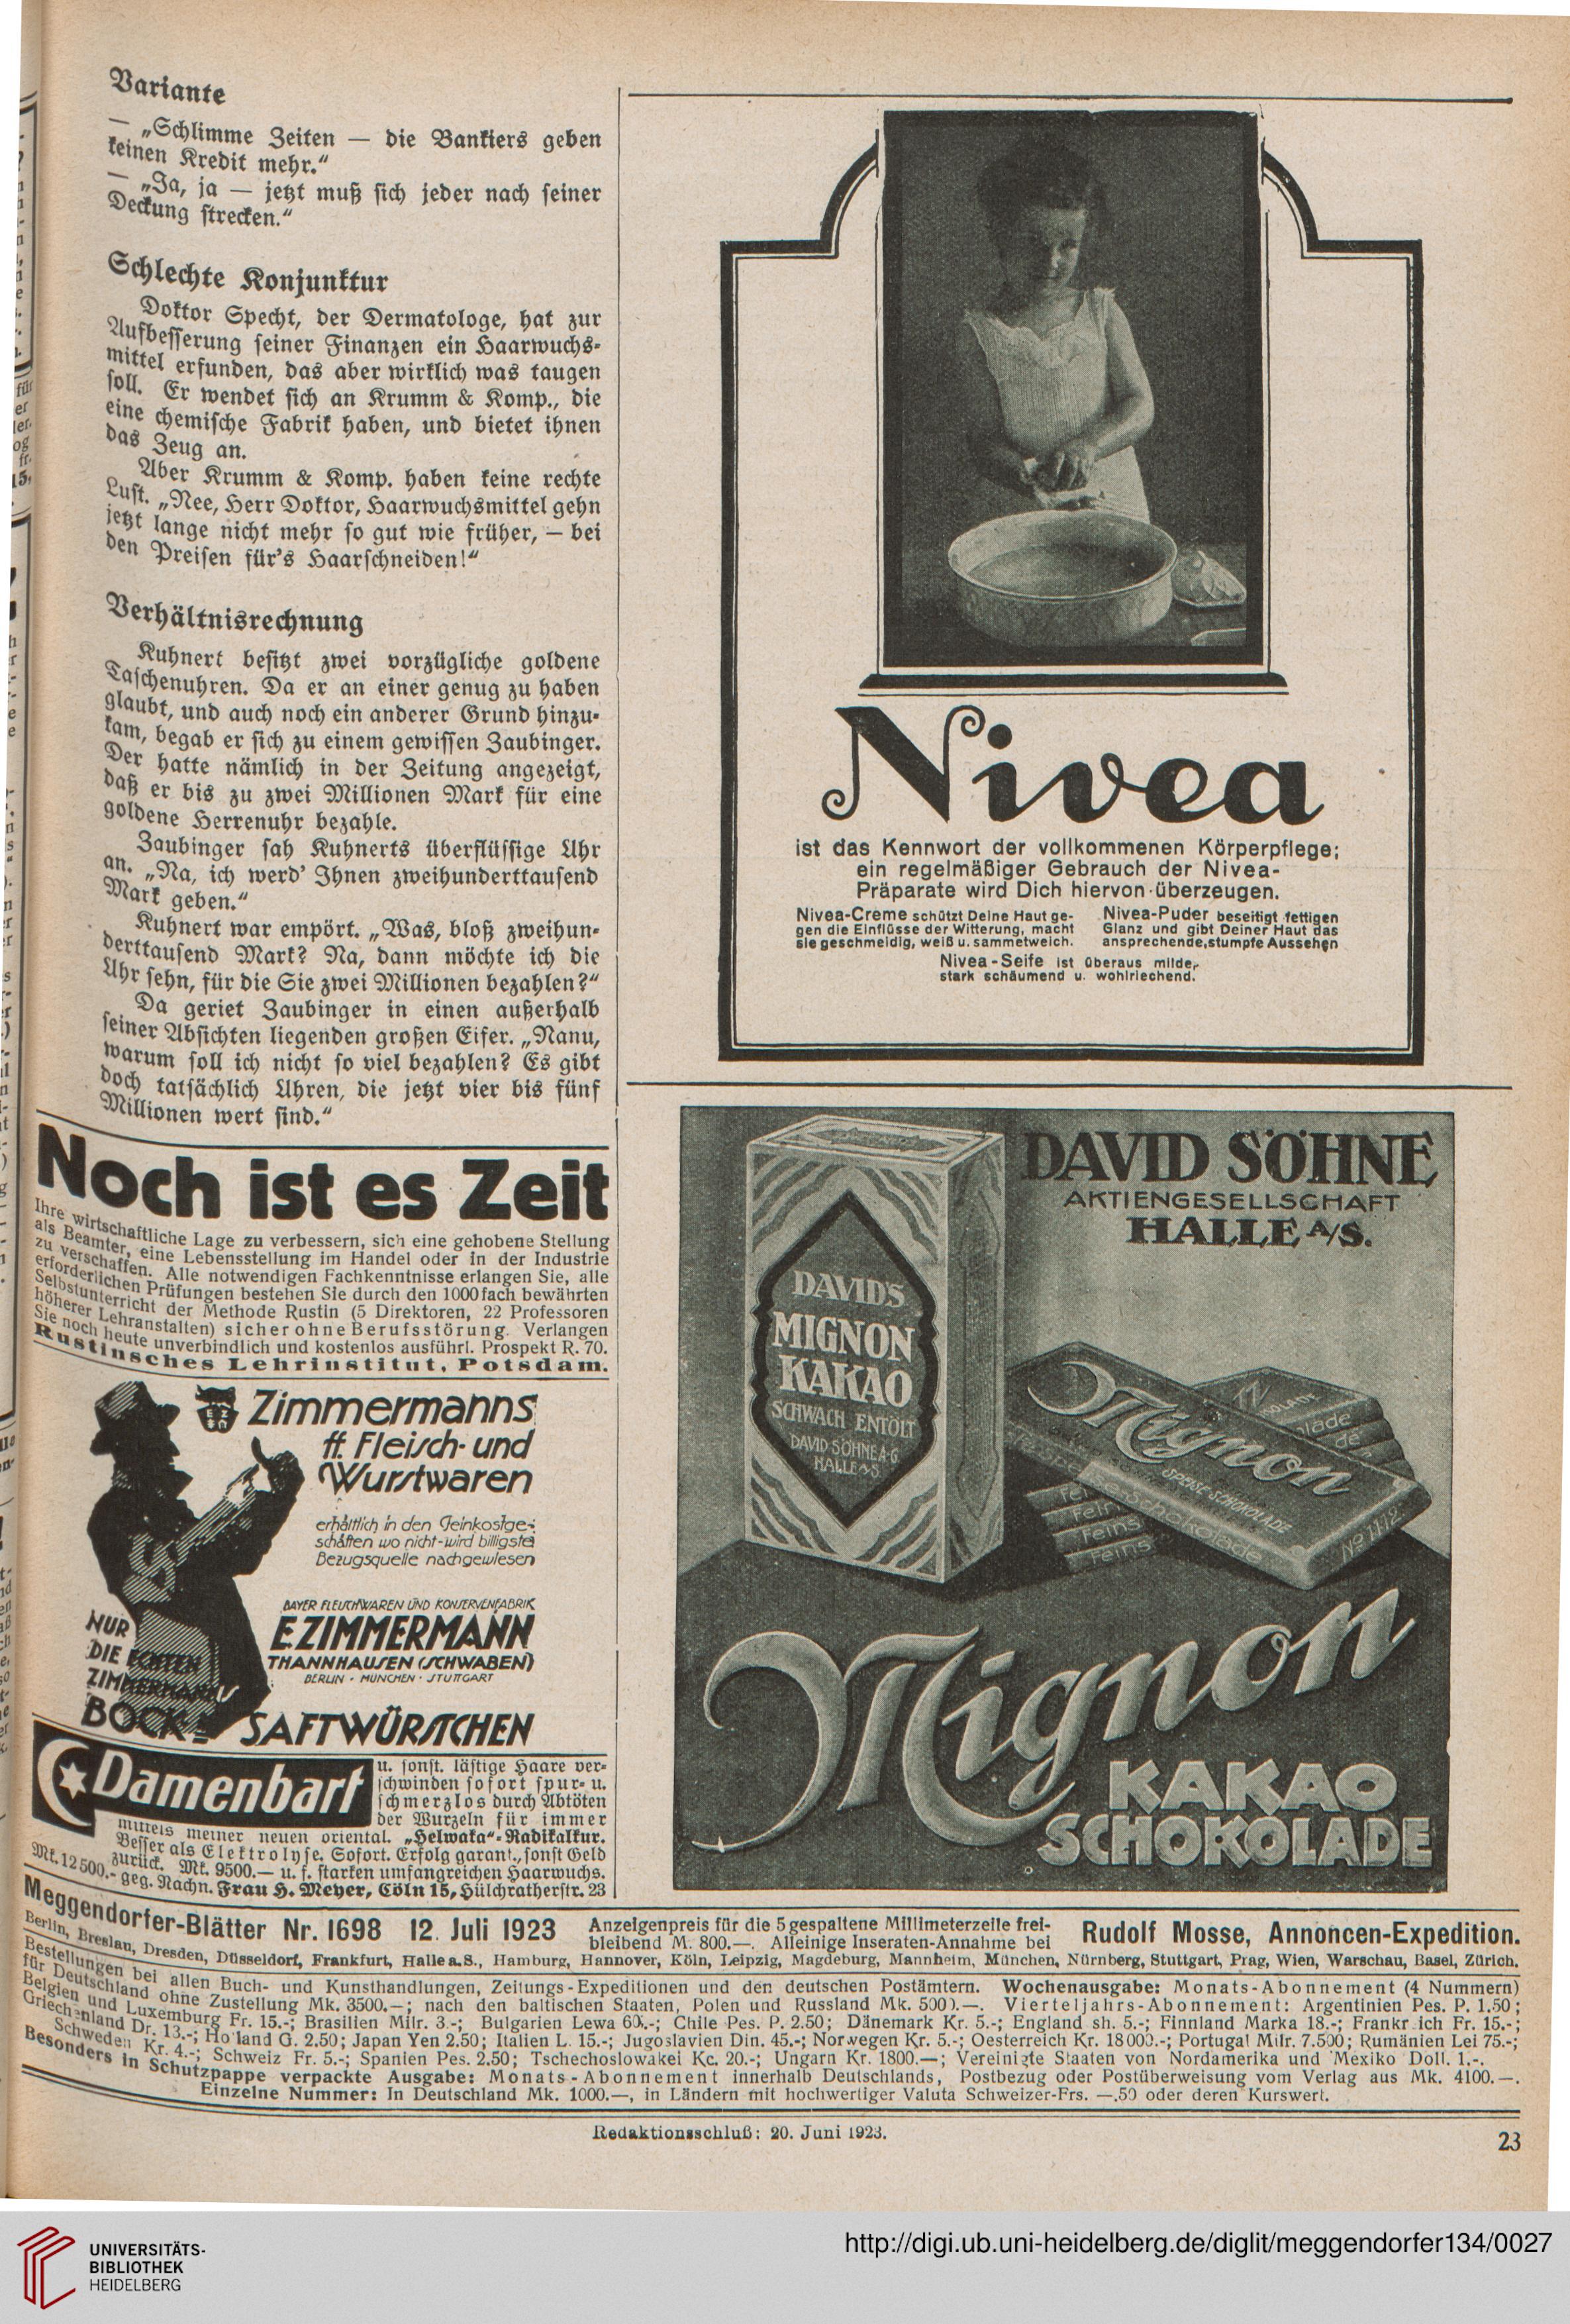 Variante
— „Schlimme Zeiten — die Bankiers geben
keinen Kredit mehr.“
— „Ja, ja — jetzt muß sich jeder nach seiner
Deckung strecken.“
Schlechte Konjunktur
Doktor Specht, der Dermatologe, hat zur
Aufbesserung seiner Finanzen ein Haarwuchs-
mittel erfunden, das aber wirklich was taugen
soll. Er wendet sich an Krumm & Komp., die
eine chemische Fabrik haben, und bietet ihnen
das Zeug an.
Aber Krumm & Komp. haben keine rechte
Lust. „Nee, Herr Doktor, Haarwuchsmittel gehn
jetzt lange nicht mehr so gut wie früher, — bei
den Preisen für's Haarschneiden!“
Verhältnisrechnung
Kuhnert besitzt zwei vorzügliche goldene
Taschenuhren. Da er an einer genug zu haben
glaubt, und auch noch ein anderer Grund hinzu-
kam, begab er sich zu einem gewissen Zaubinger.
Der hatte nämlich in der Zeitung angezeigt,
daß er bis zu zwei Millionen Mark für eine
goldene Herrenuhr bezahle.
Zaubinger sah Kuhnerts überflüssige Uhr
an. „Na, ich werd' Ihnen zweihunderttausend
Mark geben.“
Kuhnert war empört. „Was, bloß zweihun-
derttausend Mark? Na, dann möchte ich die
Uhr sehn, für die Sie zwei Millionen bezahlen?“
Da geriet Zaubinger in einen außerhalb
seiner Absichten liegenden großen Eifer. „Nanu,
warum soll ich nicht so viel bezahlen? Es gibt
doch tatsächlich Uhren, die jetzt vier bis fünf
Millionen wert sind.“
Noch ist es Zeit
Ihre wirtschaftliche Lage zu verbessern, sich eine gehobene Stellung
als Beamter, eine Lebensstellung im Handel oder in der Industrie
zu verschaffen. Alle notwendigen Fachkenntnisse erlangen Sie, alle
erforderlichen Prüfungen bestehen Sie durch den 1000fach bewährten
Selbstunterricht der Methode Rustin (5 Direktoren, 22 Professoren
höherer Lehranstalten) sicher ohne Berufsstörung. Verlangen
Sie noch heute unverbindlich und kostenlos ausführl. Prospekt R. 70.
Rustinsches Lehrinstitut, Potsdam.
Zimmermanns
ff. Fleisch- und
Wurstwaren
erhältlich in den Feinkostge-
schäften wo nicht-wird billigste
Bezugsquelle nachgewiesen
BAYER FLEISCHWAREN UND KONSERVENFABRIK
E ZIMMERMANN
THANNHAUSEN (SCHWABEN)
BERLIN · MÜNCHEN · STUTTGART
NUR
DIE ECHTEN
ZIMMERMANN
BOCK- SAFTWÜRSTCHEN
Damenbart
u. sonst. lästige Haare ver-
schwinden sofort spur- u.
schmerzlos durch Abtöten
der Wurzeln für immer
mittels meiner neuen oriental. „Helwaka“-Radikalkur.
Besser als Elektrolyse. Sofort. Erfolg garant., sonst Geld
zurück. Mk. 9500.— u. f. starken umfangreichen Haarwuchs.
Mk. 12 500.- geg. Nachn. Frau H. Meyer, Cöln 15, Hülchratherstr. 23
Nivea
ist das Kennwort der vollkommenen Körperpflege;
ein regelmäßiger Gebrauch der Nivea-
Präparate wird Dich hiervon überzeugen.
Nivea-Creme schützt Deine Haut ge-
gen die Einflüsse der Witterung, macht
sie geschmeidig, weiß u. sammetweich.
Nivea-Puder beseitigt fettigen
Glanz und gibt Deiner Haut das
ansprechende, stumpfe Aussehen
Nivea-Seife ist überaus milde,
stark schäumend u. wohlriechend.
DAVID SÖHNE
AKTIENGESELLSCHAFT
HALLE A/S.
DAVID'S
MIGNON
KAKAO
SCHWACH ENTÖLT
DAVID SÖHNE A-G
HALLE A/S
Mignon
SPEISE SCHOKOLADE
No 1112
Feins
Feins
Mignon
KAKAO
SCHOKOLADE
Meggendorfer-Blätter Nr. 1698 12. Juli 1923
Anzeigenpreis für die 5 gespaltene Millimeterzeile frei-
bleibend M. 800.—. Alleinige Inseraten-Annahme bei
Rudolf Mosse, Annoncen-Expedition.
Berlin, Breslau, Dresden, Düsseldorf, Frankfurt, Halle a. S., Hamburg, Hannover, Köln, Leipzig, Magdeburg, Mannheim, München, Nürnberg, Stuttgart, Prag, Wien, Warschau, Basel, Zürich.
Bestellungen bei allen Buch- und Kunsthandlungen, Zeitungs-Expeditionen und den deutschen Postämtern. Wochenausgabe: Monats-Abonnement (4 Nummern)
für Deutschland ohne Zustellung Mk. 3500.—; nach den baltischen Staaten, Polen und Russland Mk. 5000.—. Vierteljahrs-Abonnement: Argentinien Pes. P. 1.50;
Belgien und Luxemburg Fr. 15.-; Brasilien Milr. 3.-; Bulgarien Lewa 60.-; Chile Pes. P. 2.50; Dänemark Kr. 5.-; England sh. 5.-; Finnland Marka 18.-; Frankreich Fr. 15.-;
Griechenland Dr. 13.-; Holland G. 2.50; Japan Yen 2.50; Italien L. 15.-; Jugoslavien Din. 45.-; Norwegen Kr. 5.-; Oesterreich Kr. 18000.-; Portugal Milr. 7.500; Rumänien Lei 75.-;
Schweden Kr. 4.-; Schweiz Fr. 5.-; Spanien Pes. 2.50; Tschechoslowakei Kc. 20.-; Ungarn Kr. 1800.—; Vereinigte Staaten von Nordamerika und Mexiko Doll. 1.-.
Besonders in Schutzpappe verpackte Ausgabe: Monats-Abonnement innerhalb Deutschlands, Postbezug oder Postüberweisung vom Verlag aus Mk. 4100.—.
Einzelne Nummer: In Deutschland Mk. 1000.—, in Ländern mit hochwertiger Valuta Schweizer-Frs. —.50 oder deren Kurswert.
Redaktionsschluß: 20. Juni 1923.
23
UNIVERSITÄTS-
BIBLIOTHEK
HEIDELBERG
http://digi.ub.uni-heidelberg.de/diglit/meggendorfer134/0027